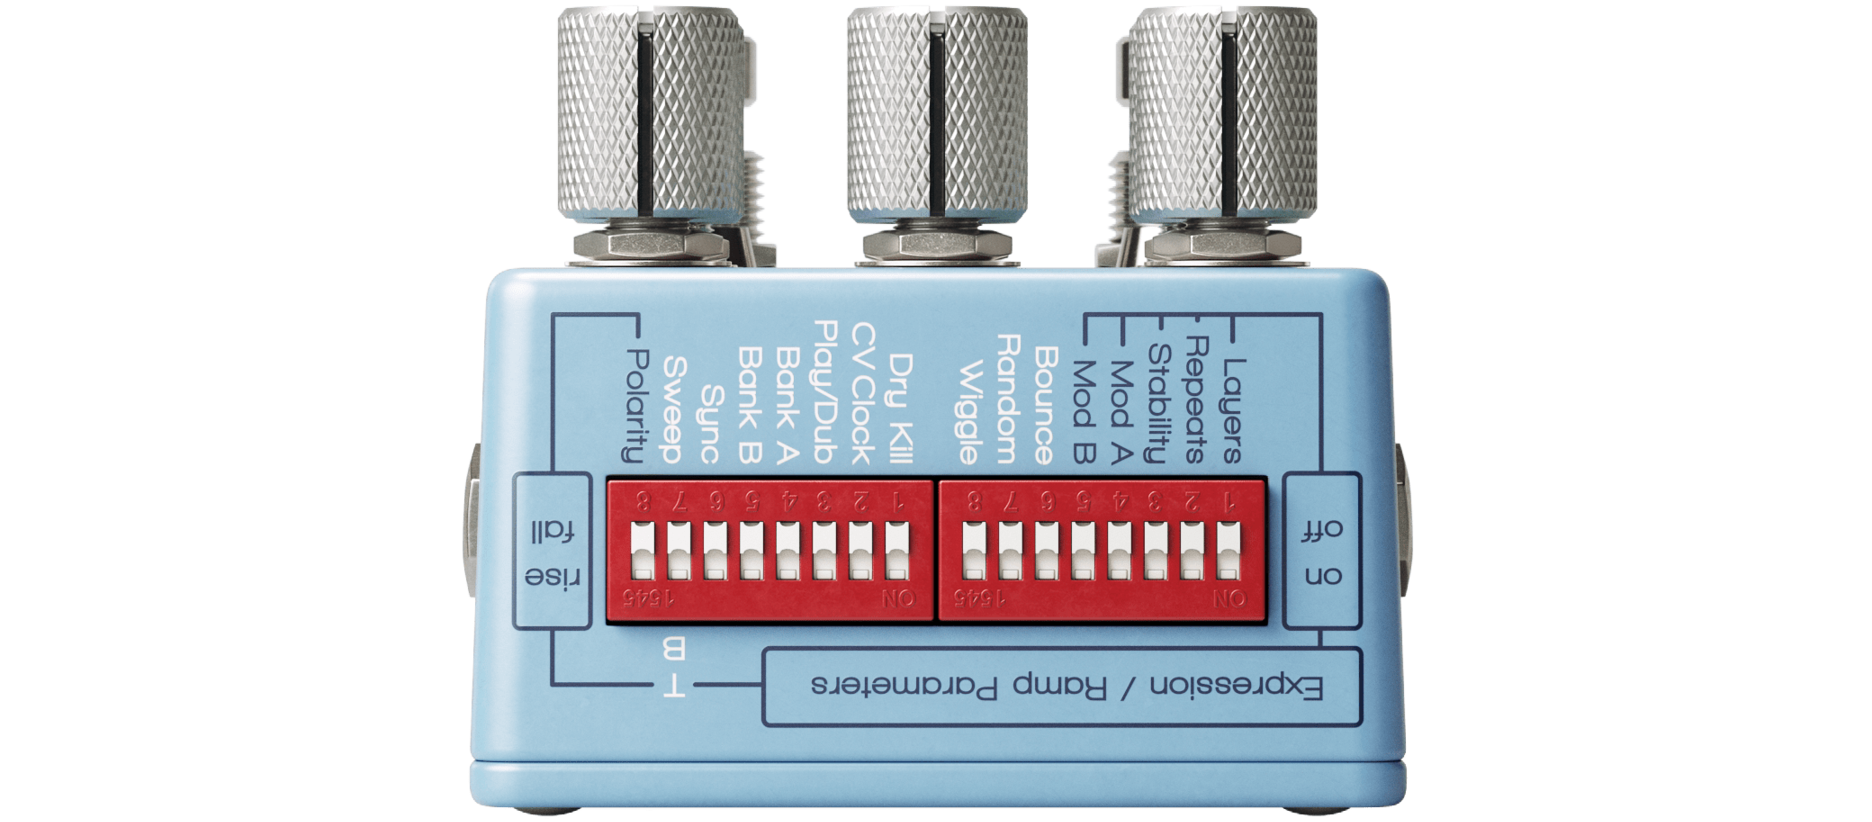 Polarity
Sweep
Sync
Bank B
Bank A
Play/Dub
CV Clock
Dry Kill
Wiggle
Random
Bounce
Mod B
Mod A
Stability
Repeats
Layers
8 7 6 5 4 3 2 1
8 7 6 5 4 3 2 1
fall
rise
off
on
1545 ON
1545 ON
B
T
Expression / Ramp Parameters